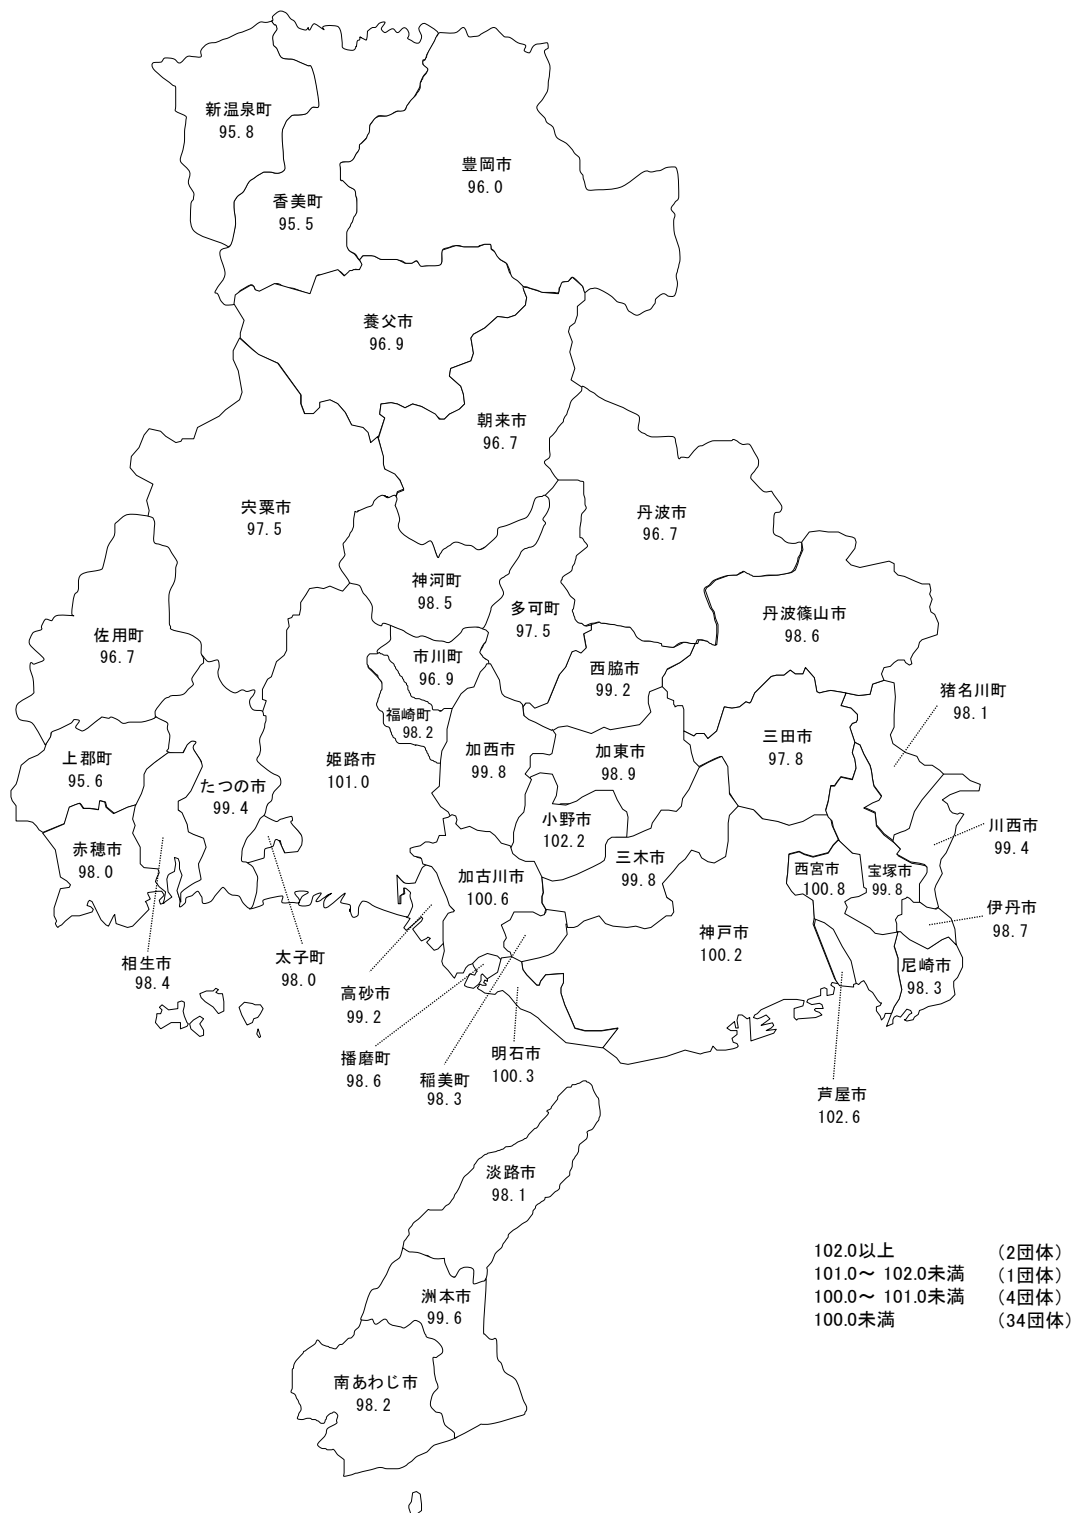 新温泉町
95.8
豊岡市
96.0
香美町
95.5
養父市
96.9
朝来市
96.7
宍粟市
97.5
丹波市
96.7
神河町
98.5
多可町
97.5
丹波篠山市
98.6
佐用町
96.7
市川町
96.9
西脇市
99.2
猪名川町
98.1
福崎町
98.2
上郡町
95.6
たつの市
99.4
姫路市
101.0
加西市
99.8
加東市
98.9
三田市
97.8
小野市
102.2
川西市
99.4
赤穂市
98.0
三木市
99.8
加古川市
100.6
西宮市
100.8
宝塚市
99.8
伊丹市
98.7
神戸市
100.2
尼崎市
98.3
相生市
98.4
太子町
98.0
高砂市
99.2
播磨町
98.6
稲美町
98.3
明石市
100.3
芦屋市
102.6
淡路市
98.1
洲本市
99.6
南あわじ市
98.2
102.0以上 (2団体)
101.0～ 102.0未満 (1団体)
100.0～ 101.0未満 (4団体)
100.0未満 (34団体)